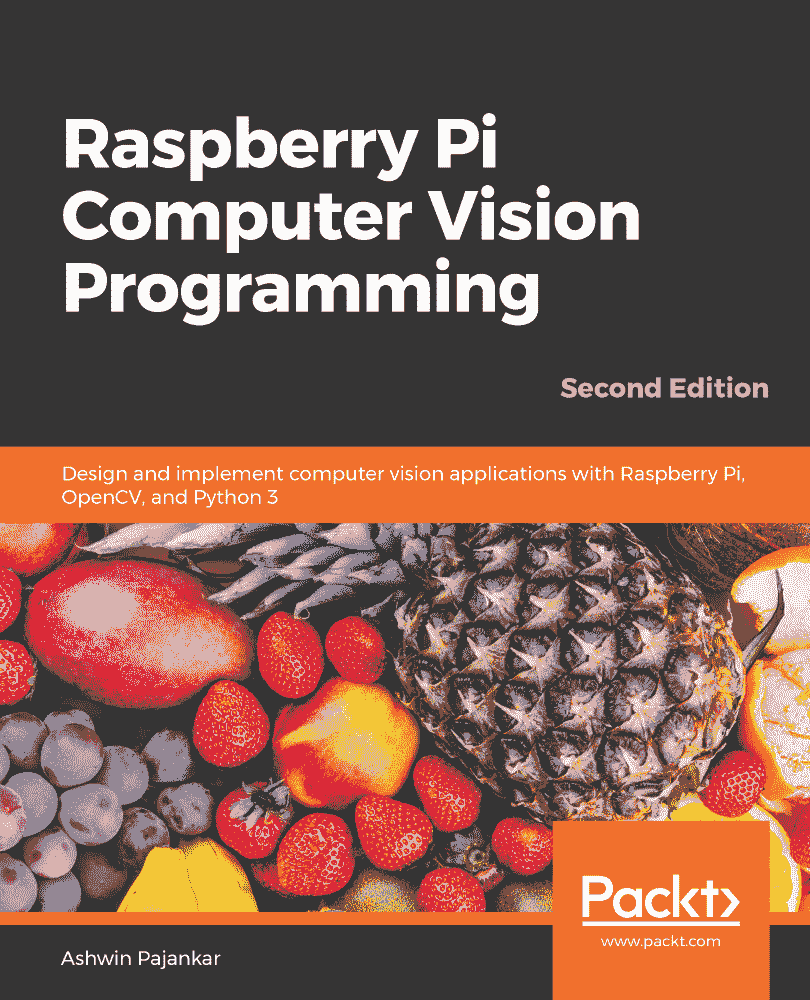 Raspberry Pi
Computer Vision
Programming
Second Edition
Design and implement computer vision applications with Raspberry Pi,
OpenCV, and Python 3
Packt>
www.packt.com
Ashwin Pajankar